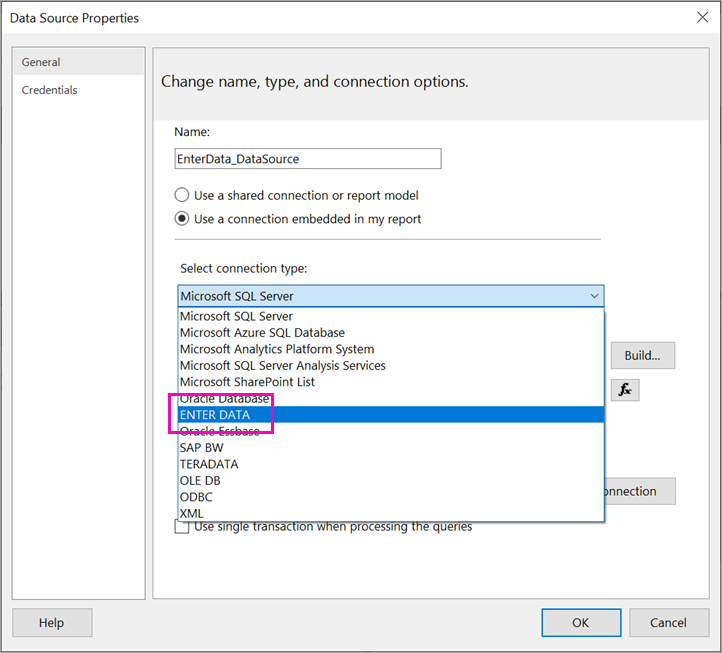 Data Source Properties
General
Credentials
Change name, type, and connection options.
Name:
EnterData_DataSource
Use a shared connection or report model
Use a connection embedded in my report
Select connection type:
Microsoft SQL Server
Microsoft SQL Server
Microsoft Azure SQL Database
Microsoft Analytics Platform System
Microsoft SQL Server Analysis Services
Microsoft SharePoint List
Oracle Database
ENTER DATA
Oracle Essbase
SAP BW
TERADATA
OLE DB
ODBC
XML
Build...
fx
onnection
Use single transaction when processing the queries
Help
OK
Cancel